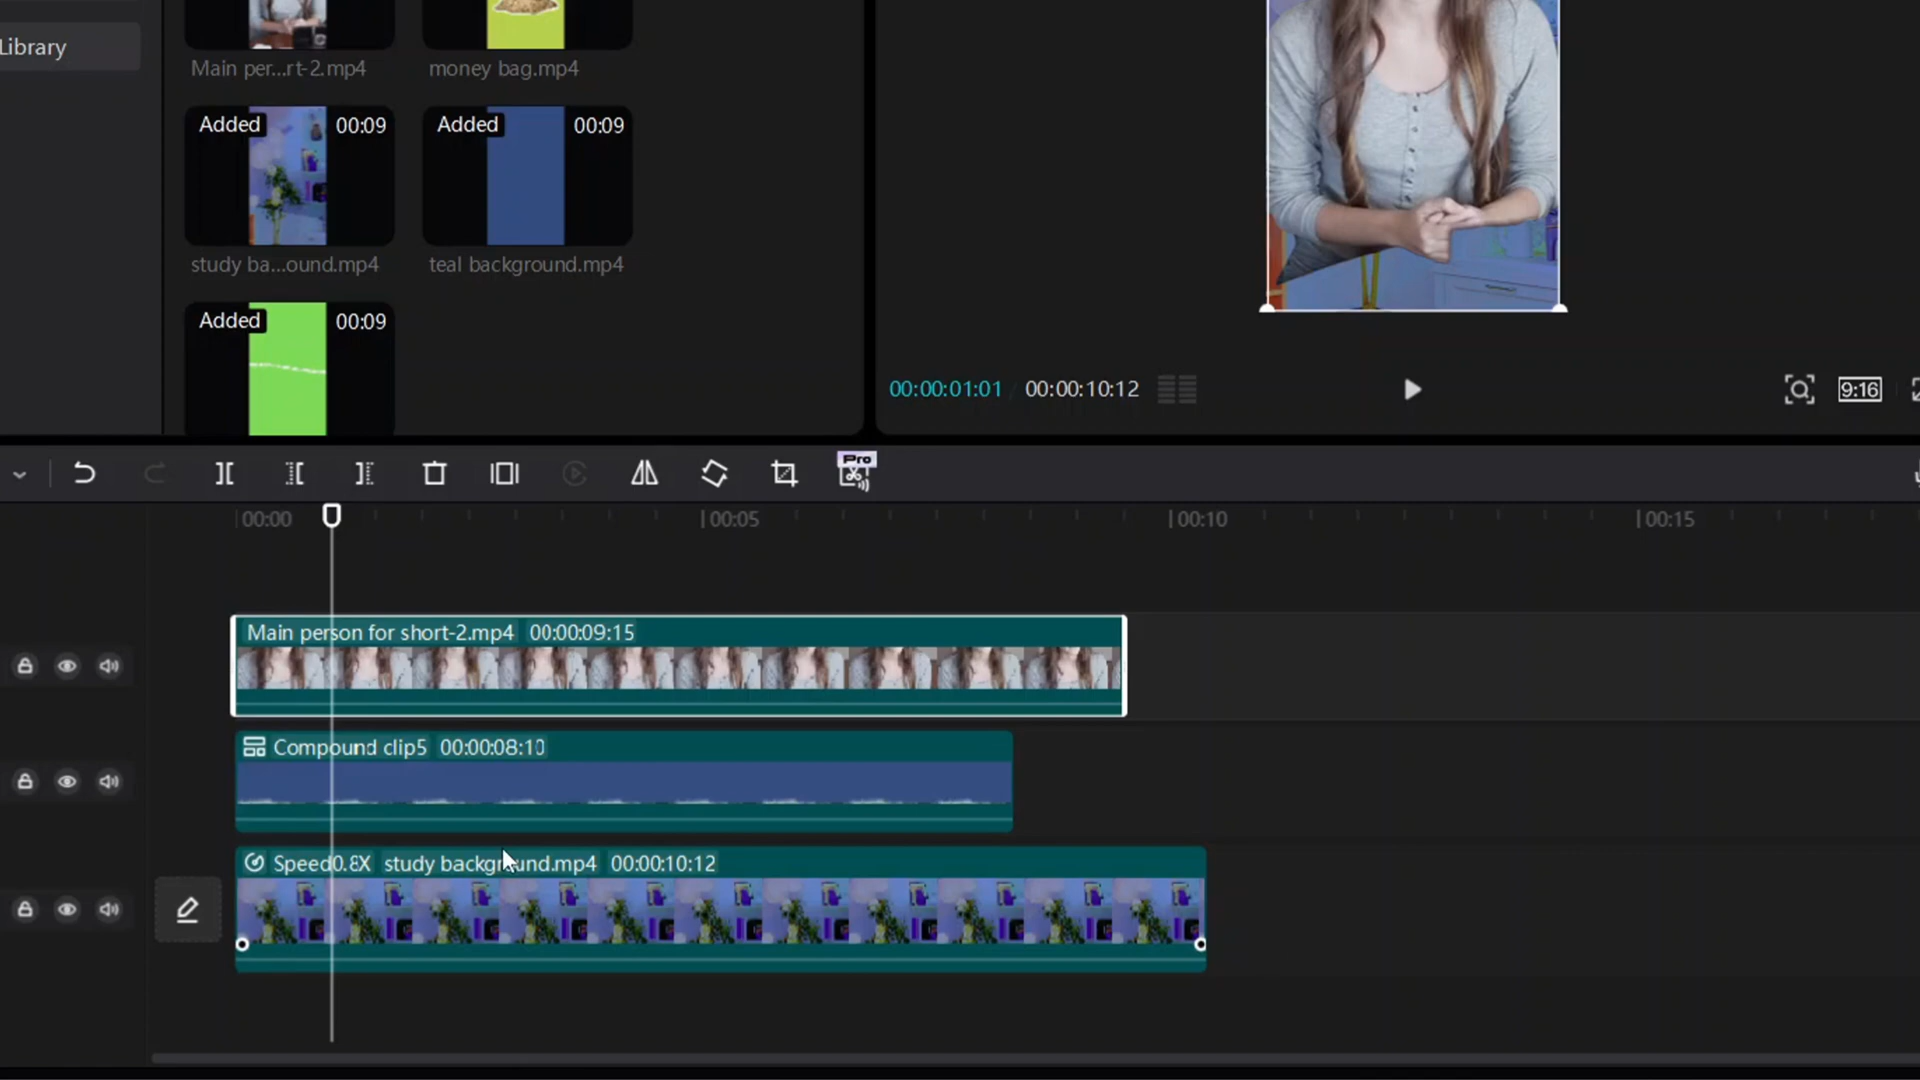 Library
Main per...rt-2.mp4
money bag.mp4
Added 00:09
Added 00:09
study ba...ound.mp4
teal background.mp4
Added 00:09
00:00:01:01 / 00:00:10:12
9:16
Pro
00:00
00:05
00:10
00:15
Main person for short-2.mp4 00:00:09:15
Compound clip5 00:00:08:10
Speed0.8X study background.mp4 00:00:10:12